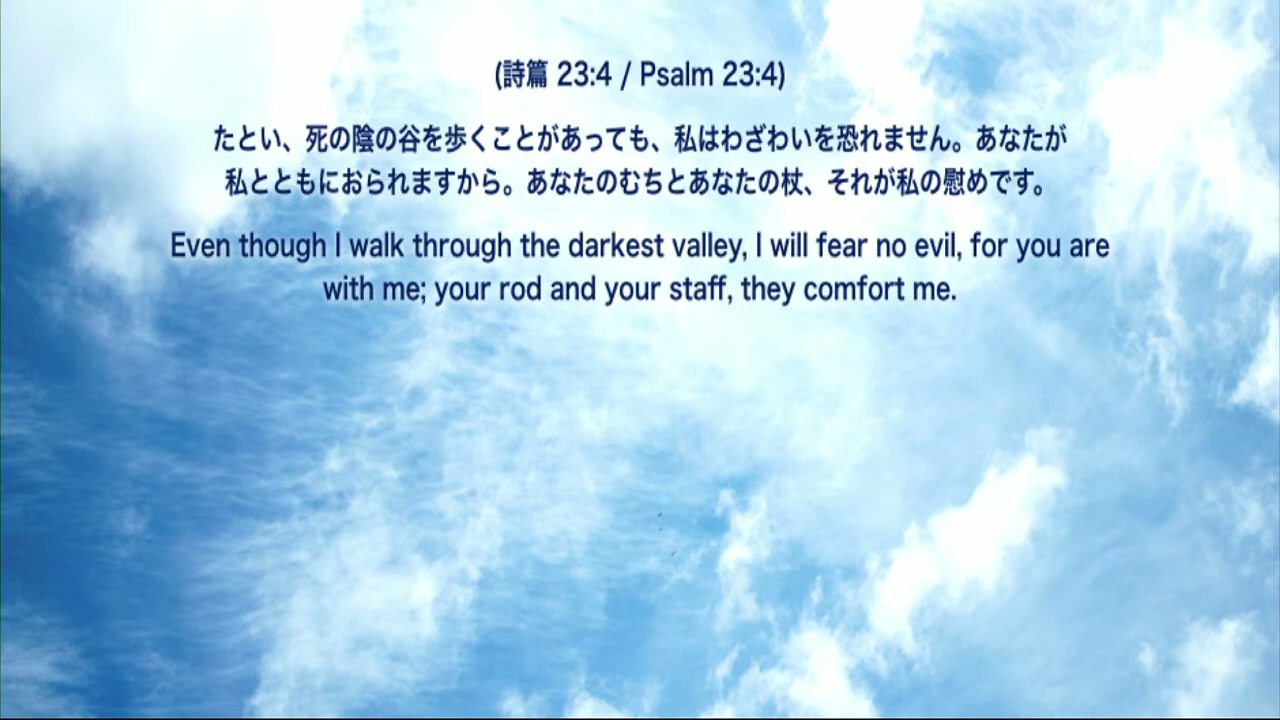 (詩篇 23:4 / Psalm 23:4)
たとい、死の陰の谷を歩くことがあっても、私はわざわいを恐れません。あなたが
私とともにおられますから。あなたのむちとあなたの杖、それが私の慰めです。
Even though I walk through the darkest valley, I will fear no evil, for you are
with me; your rod and your staff, they comfort me.